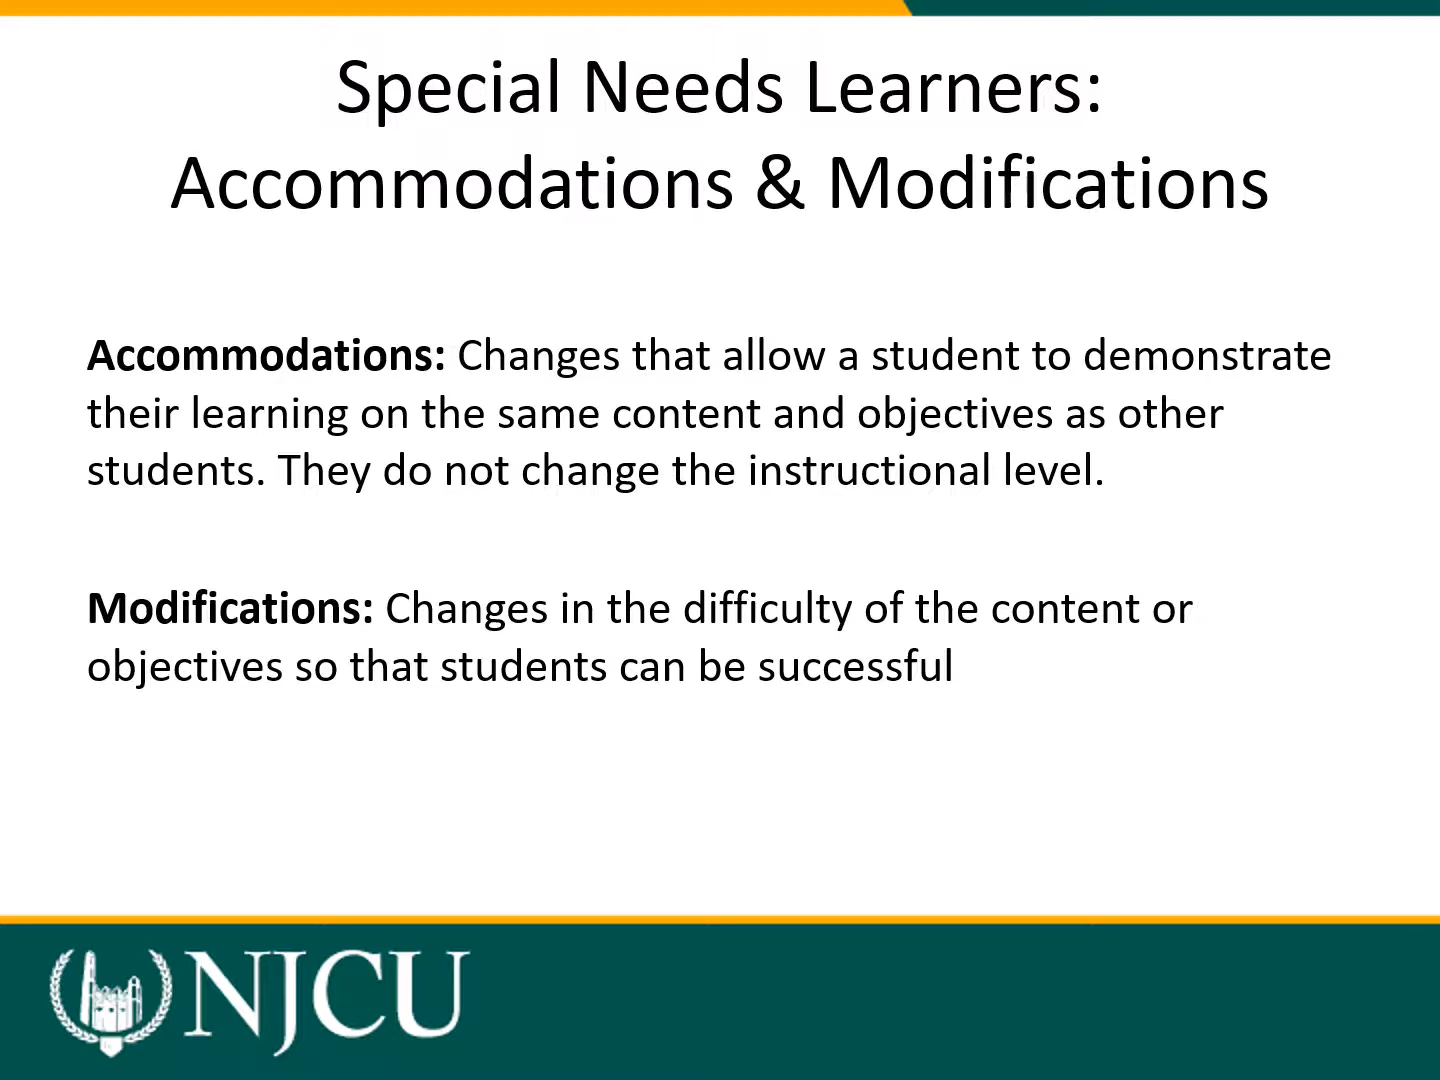 Special Needs Learners:
Accommodations & Modifications
Accommodations: Changes that allow a student to demonstrate
their learning on the same content and objectives as other
students. They do not change the instructional level.
Modifications: Changes in the difficulty of the content or
objectives so that students can be successful
NJCU